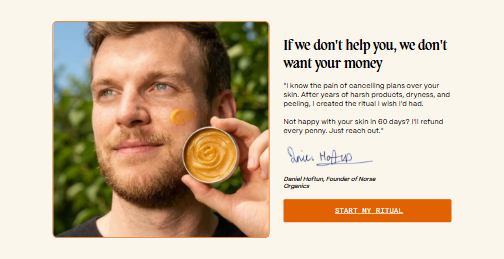 If we don't help you, we don't
want your money
"I know the pain of cancelling plans over your
skin. After years of harsh products, dryness, and
peeling, I created the ritual I wish I'd had.
Not happy with your skin in 60 days? I'll refund
every penny. Just reach out."
Daniel Hoftun, Founder of Norse
Organics
START MY RITUAL